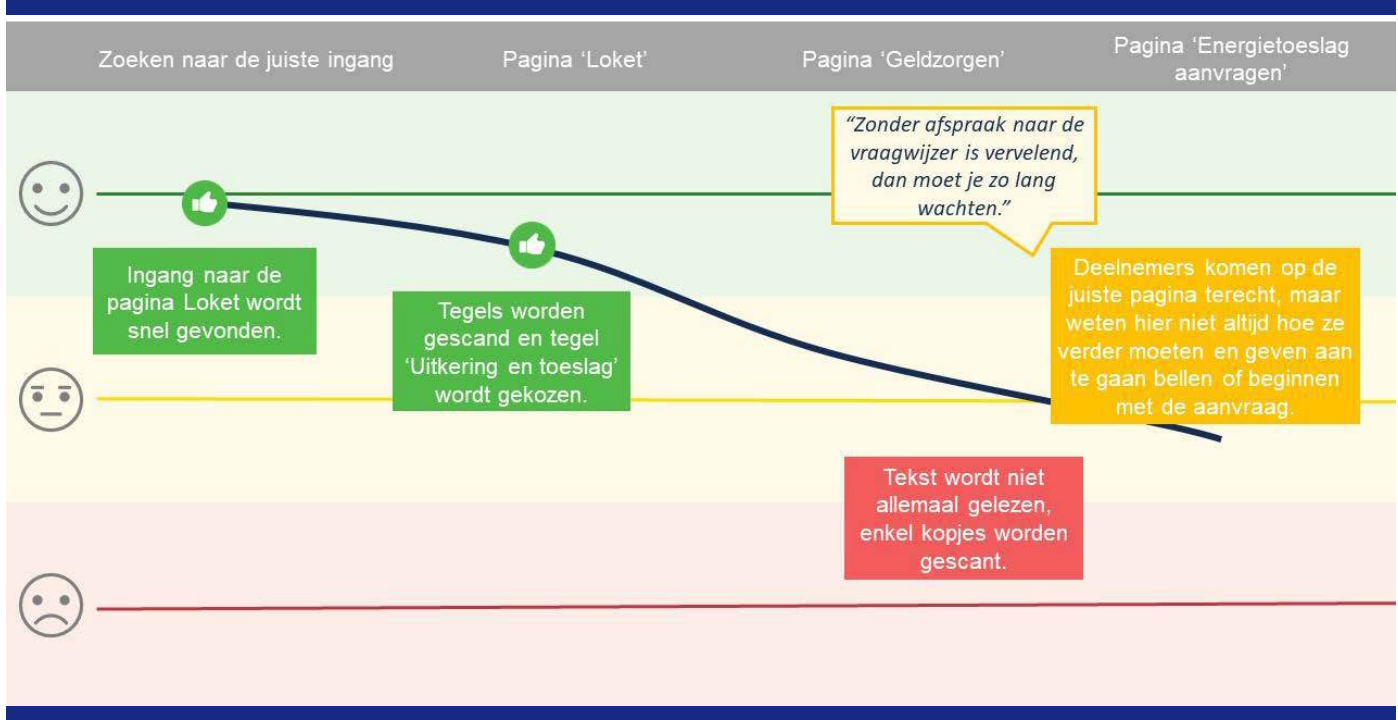 Zoeken naar de juiste ingang
Pagina ‘Loket’
Pagina ‘Geldzorgen’
Pagina ‘Energietoeslag
aanvragen’
“Zonder afspraak naar de
vraagwijzer is vervelend,
dan moet je zo lang
wachten.”
Ingang naar de
pagina Loket wordt
snel gevonden.
Tegels worden
gescand en tegel
‘Uitkering en toeslag’
wordt gekozen.
Deelnemers komen op de
juiste pagina terecht, maar
weten hier niet altijd hoe ze
verder moeten en geven aan
te gaan bellen of beginnen
met de aanvraag.
Tekst wordt niet
allemaal gelezen,
enkel kopjes worden
gescant.